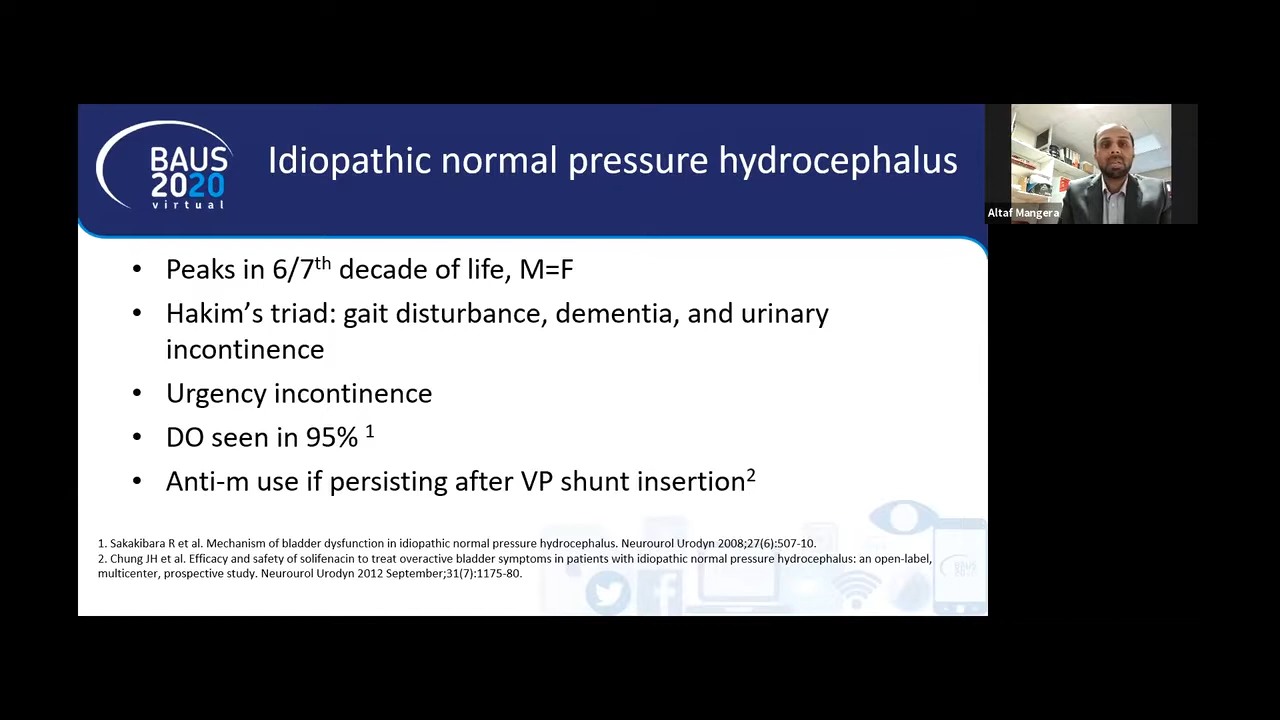 BAUS
2020
virtual
Idiopathic normal pressure hydrocephalus
Altaf Mangera
• Peaks in 6/7th decade of life, M=F
• Hakim’s triad: gait disturbance, dementia, and urinary
incontinence
• Urgency incontinence
• DO seen in 95% 1
• Anti-m use if persisting after VP shunt insertion2
1. Sakakibara R et al. Mechanism of bladder dysfunction in idiopathic normal pressure hydrocephalus. Neurourol Urodyn 2008;27(6):507-10.
2. Chung JH et al. Efficacy and safety of solifenacin to treat overactive bladder symptoms in patients with idiopathic normal pressure hydrocephalus: an open-label,
multicenter, prospective study. Neurourol Urodyn 2012 September;31(7):1175-80.
BAUS